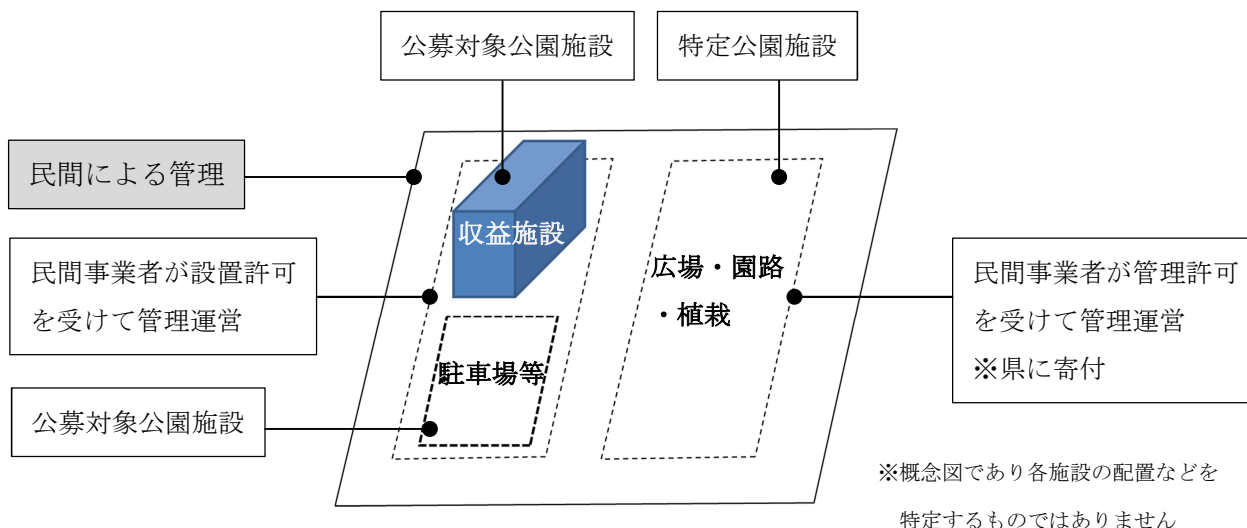 公募対象公園施設
特定公園施設
民間による管理
収益施設
民間事業者が設置許可
を受けて管理運営
広場・園路
・植栽
民間事業者が管理許可
を受けて管理運営
※県に寄付
駐車場等
公募対象公園施設
※概念図であり各施設の配置などを
特定するものではありません